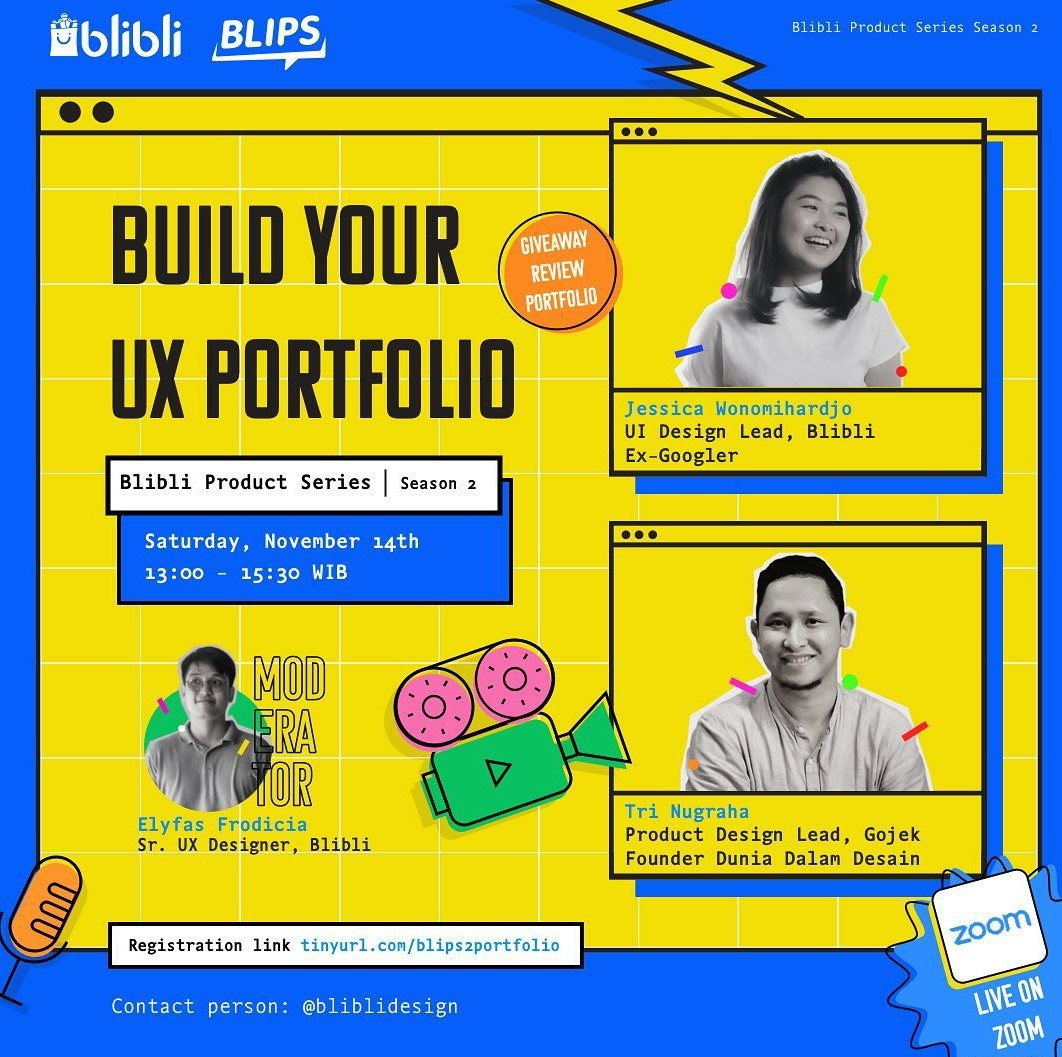 blibli
BLIPS
Blibli Product Series Season 2
BUILD YOUR
UX PORTFOLIO
GIVEAWAY
REVIEW
PORTFOLIO
Blibli Product Series | Season 2
Saturday, November 14th
13:00 – 15:30 WIB
Jessica Wonomihardjo
UI Design Lead, Blibli
Ex-Googler
MOD
ERA
TOR
Elyfas Frodicia
Sr. UX Designer, Blibli
Tri Nugraha
Product Design Lead, Gojek
Founder Dunia Dalam Desain
Registration link tinyurl.com/blips2portfolio
Contact person: @bliblidesign
zoom
LIVE ON
ZOOM